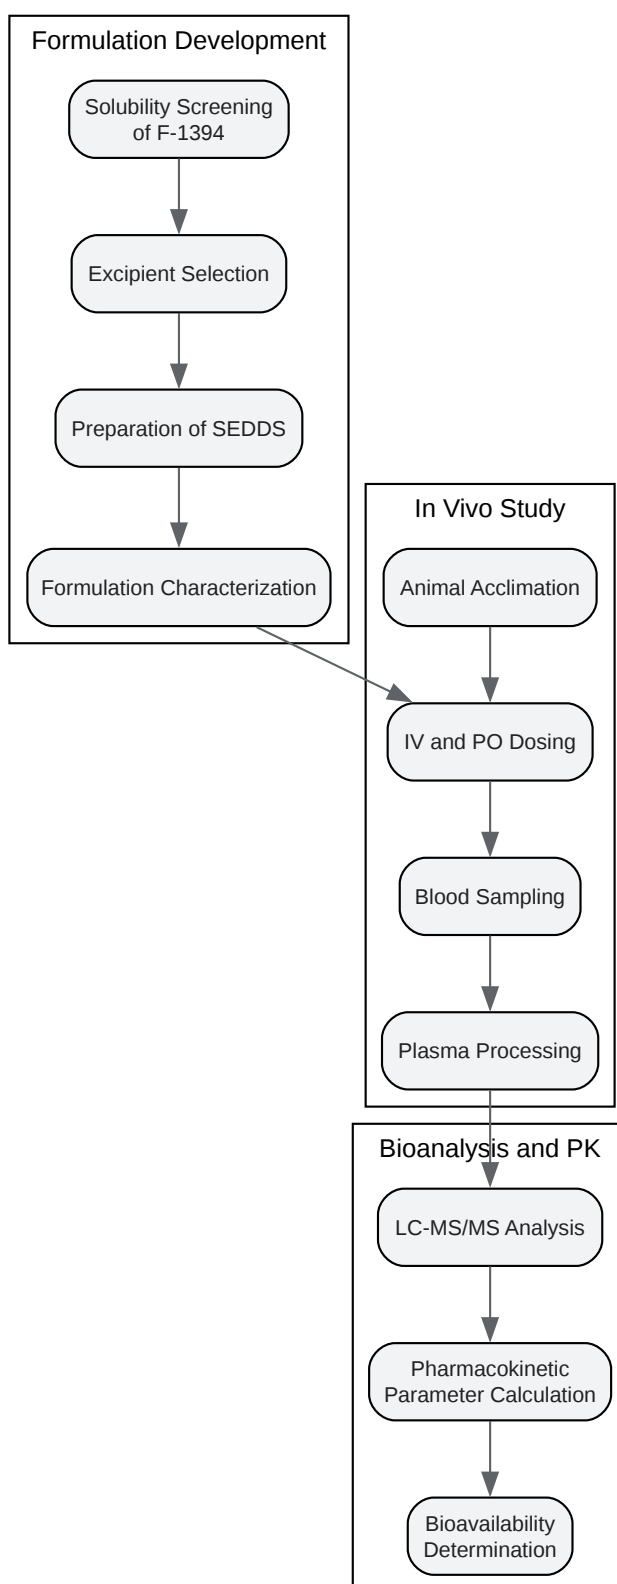 Formulation Development
Solubility Screening
of F-1394
Excipient Selection
Preparation of SEDDS
Formulation Characterization
In Vivo Study
Animal Acclimation
IV and PO Dosing
Blood Sampling
Plasma Processing
Bioanalysis and PK
LC-MS/MS Analysis
Pharmacokinetic
Parameter Calculation
Bioavailability
Determination